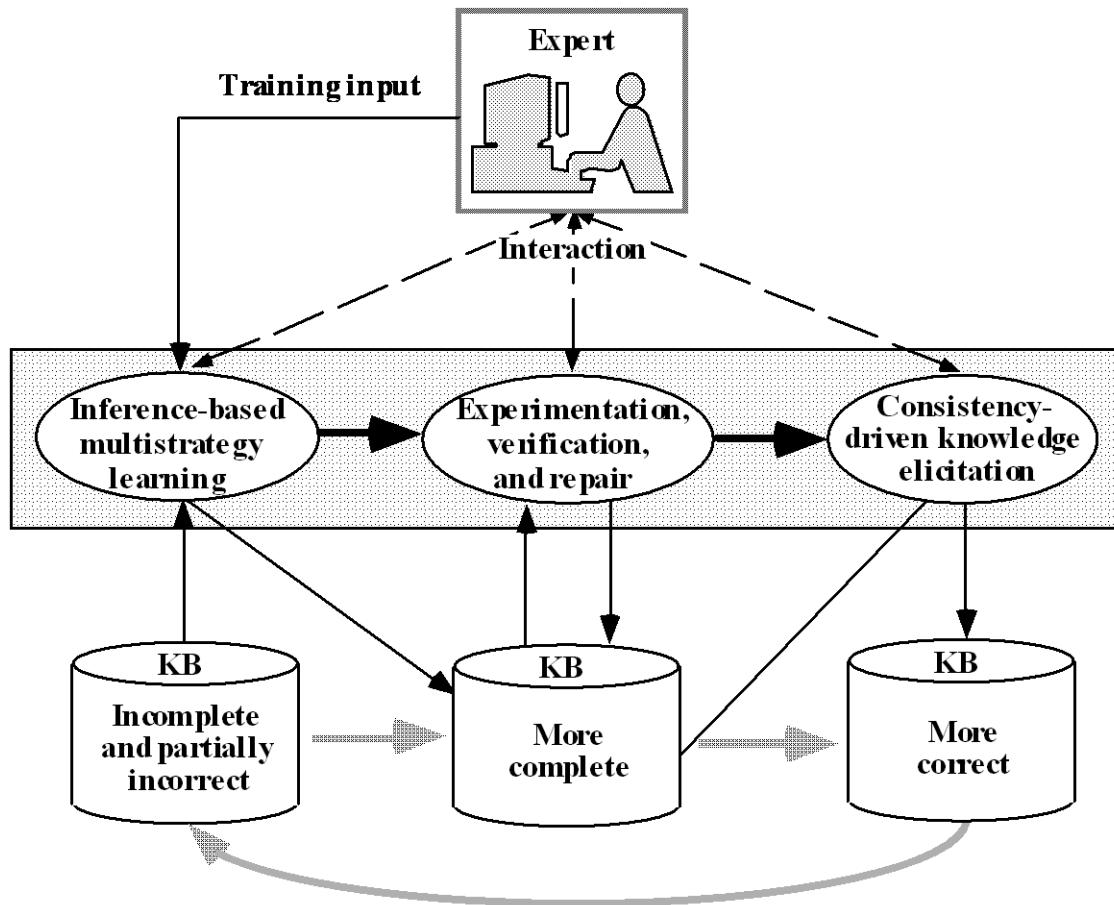 Expert
Training input
Interaction
Inference-based
multistrategy
learning
Experimentation,
verification,
and repair
Consistency-
driven knowledge
elicitation
KB
Incomplete
and partially
incorrect
KB
More
complete
KB
More
correct